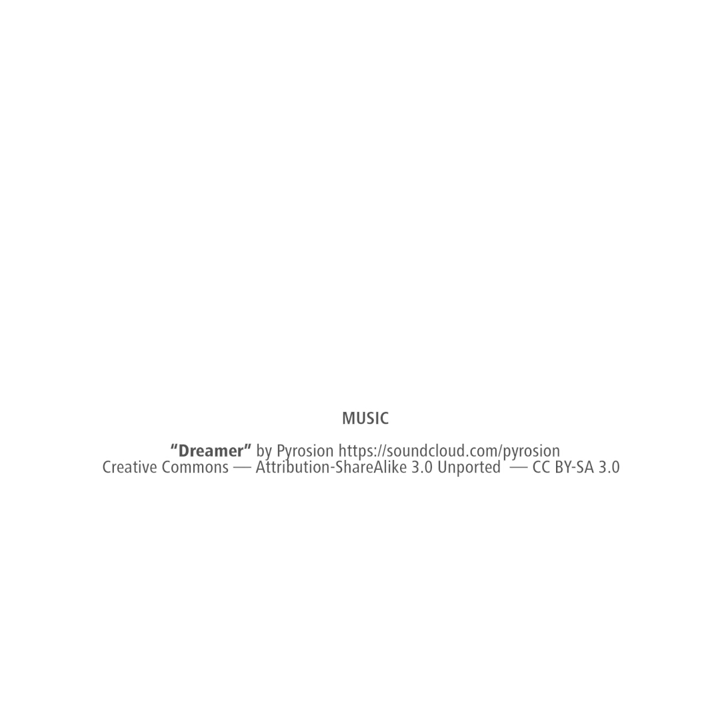 MUSIC
“Dreamer” by Pyrosion https://soundcloud.com/pyrosion
Creative Commons — Attribution-ShareAlike 3.0 Unported  — CC BY-SA 3.0